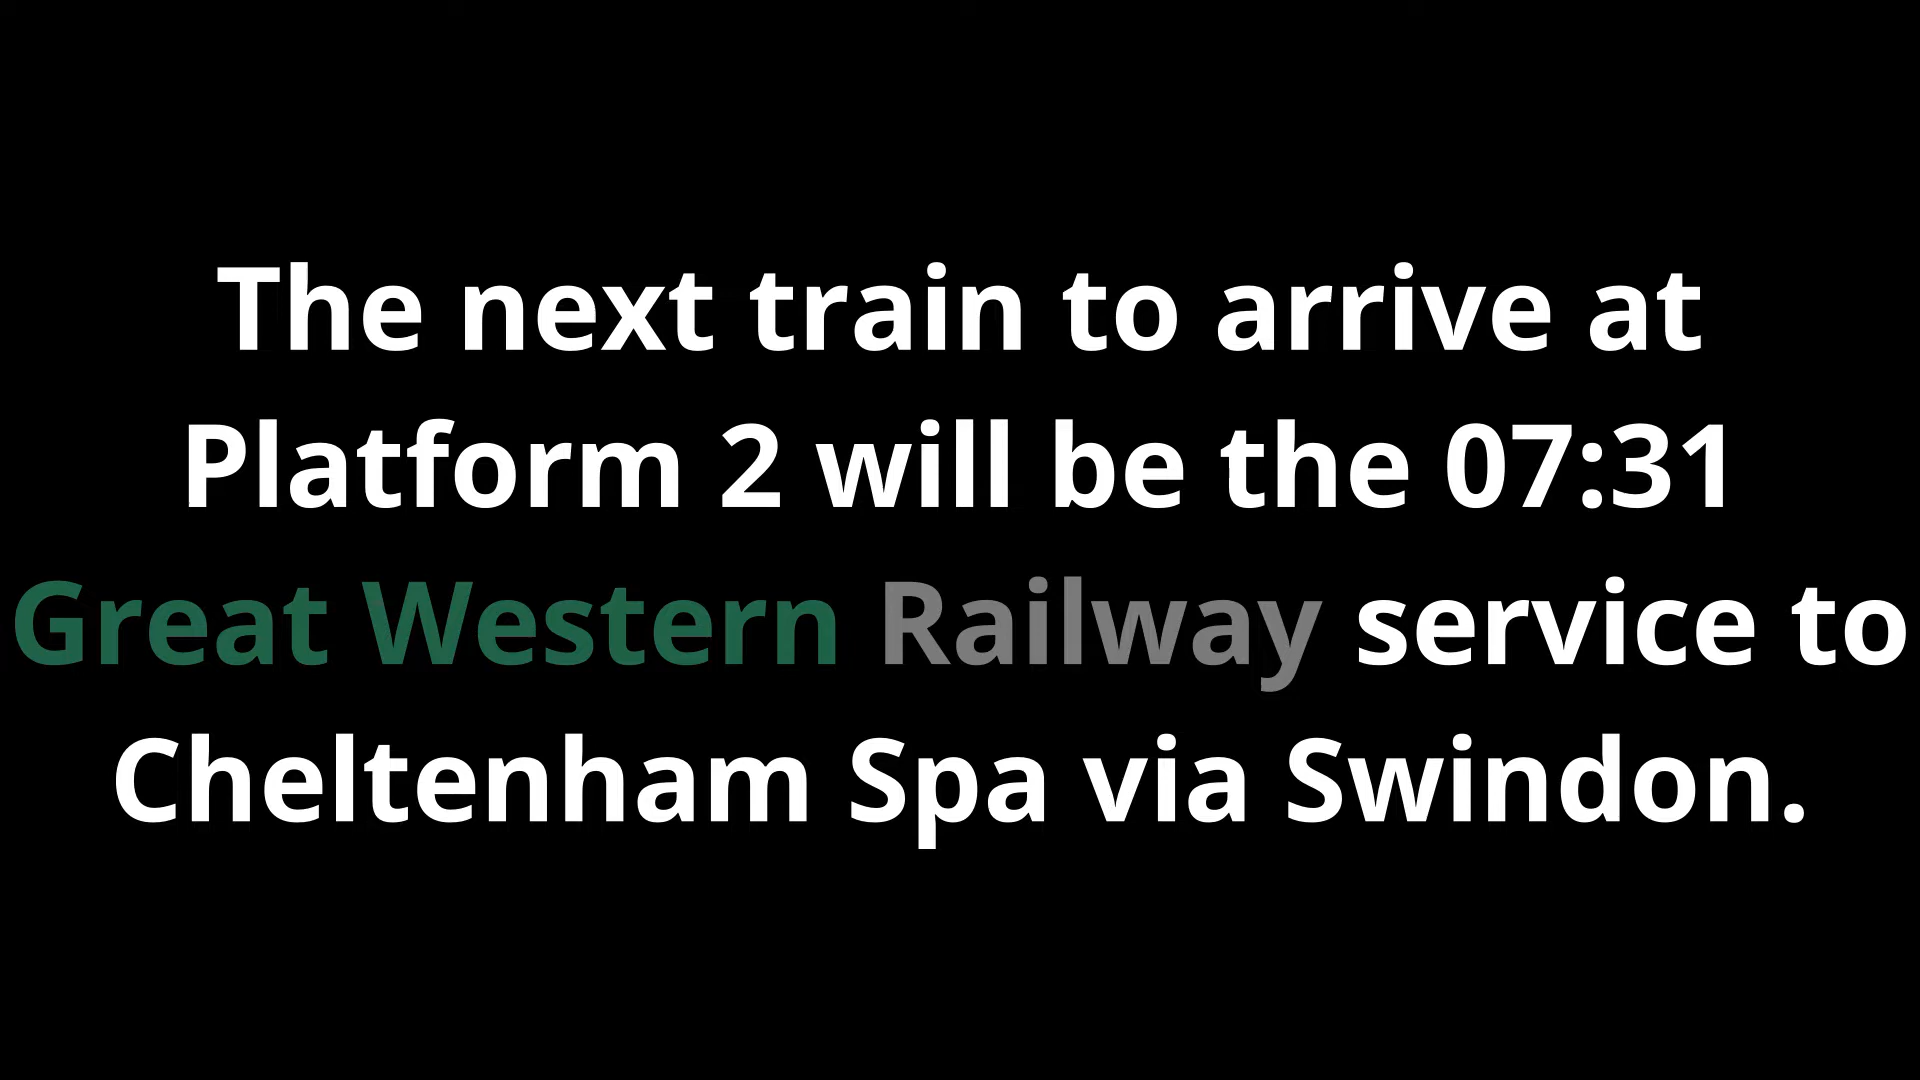 The next train to arrive at
Platform 2 will be the 07:31
Great Western Railway service to
Cheltenham Spa via Swindon.